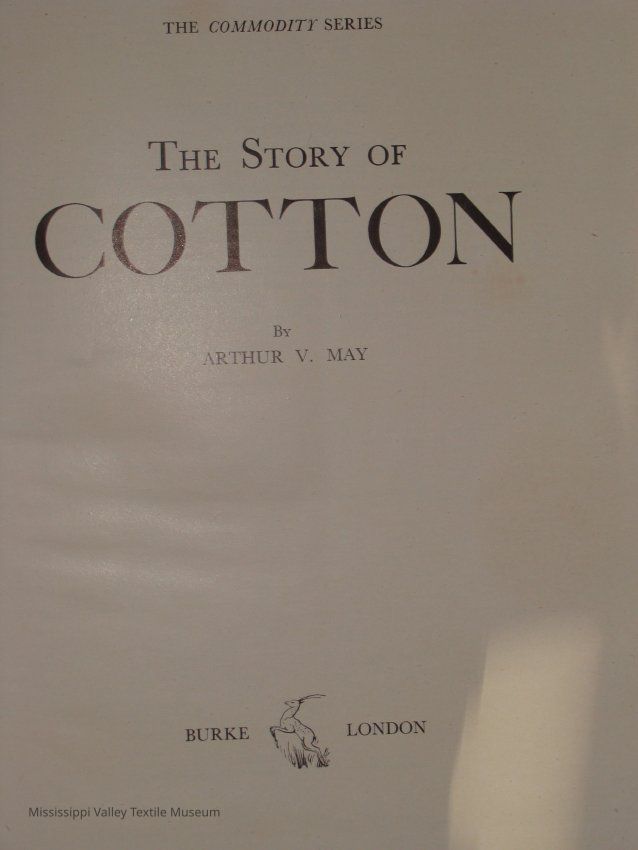 THE COMMODITY SERIES
THE STORY OF
COTTON
By
ARTHUR V. MAY
BURKE LONDON
Mississippi Valley Textile Museum